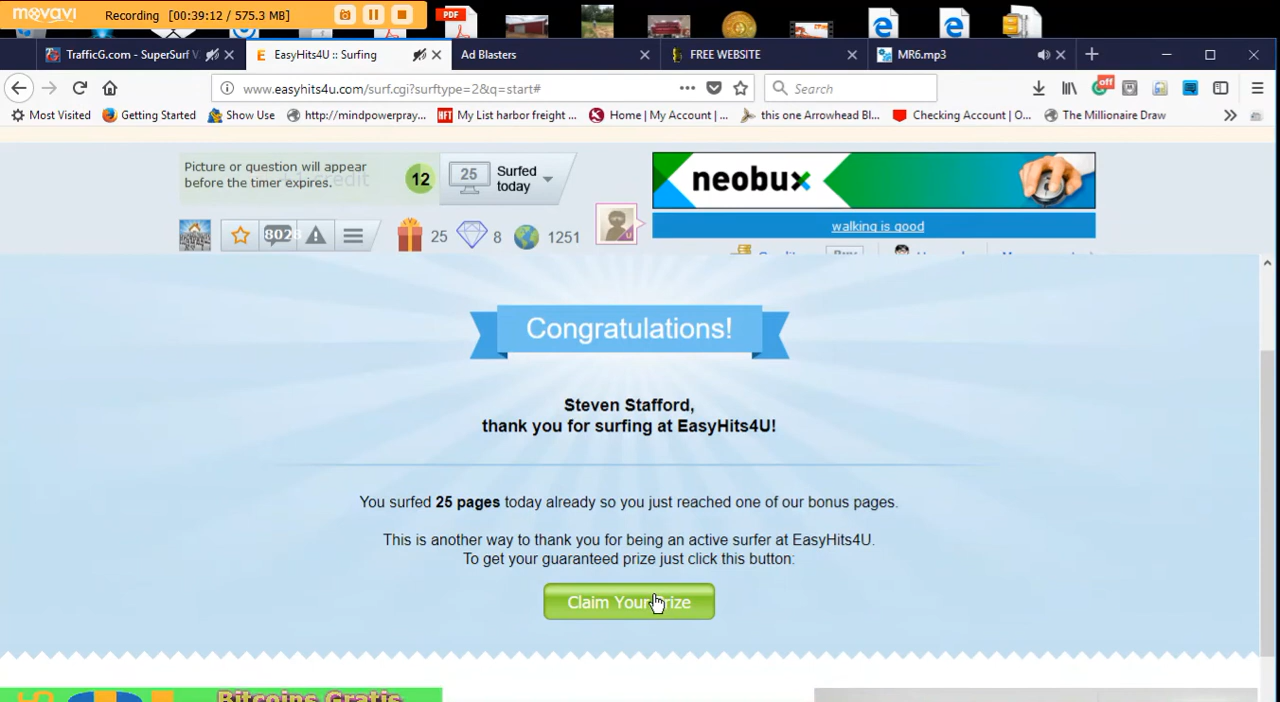 movavi
Recording [00:39:12 / 575.3 MB]
PDF
TrafficG.com - SuperSurf V
EasyHits4U :: Surfing
Ad Blasters
FREE WEBSITE
MR6.mp3
www.easyhits4u.com/surf.cgi?surftype=2&q=start#
Search
off
Most Visited
Getting Started
Show Use
http://mindpowerpray...
HFT
My List harbor freight ...
Home | My Account | ...
this one Arrowhead Bl...
Checking Account | O...
The Millionaire Draw
Picture or question will appear
before the timer expires.
credit
12
25
Surfed
today
neobux
walking is good
802
25
8
1251
Congratulations!
Steven Stafford,
thank you for surfing at EasyHits4U!
You surfed 25 pages today already so you just reached one of our bonus pages.
This is another way to thank you for being an active surfer at EasyHits4U.
To get your guaranteed prize just click this button:
Claim Your Prize
Bitcoins Gratis